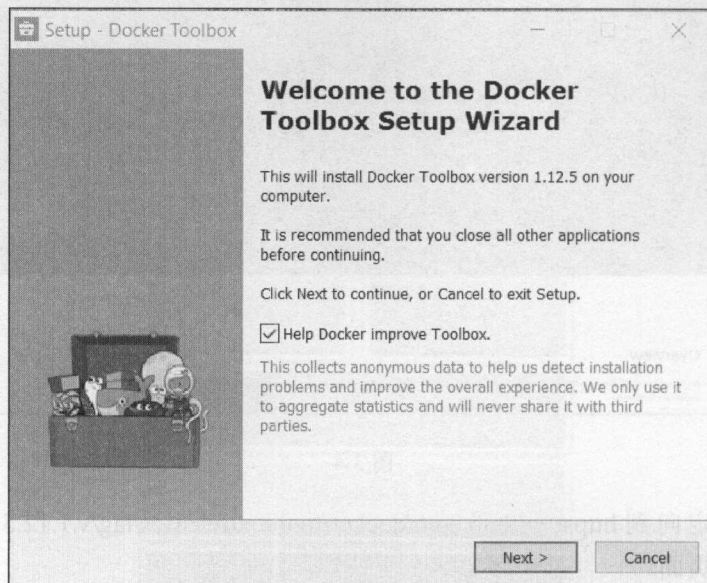 Setup - Docker Toolbox
Welcome to the Docker
Toolbox Setup Wizard
This will install Docker Toolbox version 1.12.5 on your
computer.
It is recommended that you close all other applications
before continuing.
Click Next to continue, or Cancel to exit Setup.
Help Docker improve Toolbox.
This collects anonymous data to help us detect installation
problems and improve the overall experience. We only use it
to aggregate statistics and will never share it with third
parties.
Next >
Cancel